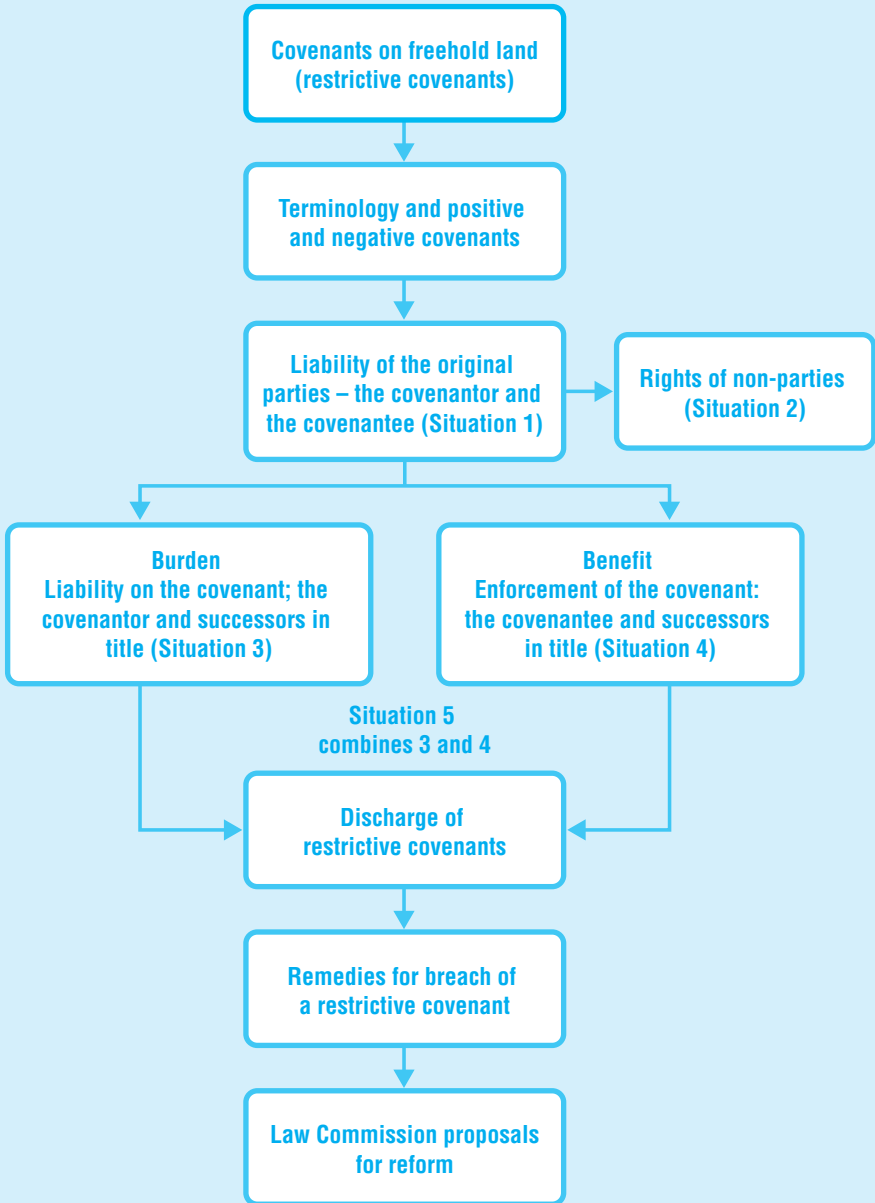 Covenants on freehold land
(restrictive covenants)
Terminology and positive
and negative covenants
Liability of the original
parties – the covenantor and
the covenantee (Situation 1)
Rights of non-parties
(Situation 2)
Burden
Liability on the covenant; the
covenantor and successors in
title (Situation 3)
Benefit
Enforcement of the covenant:
the covenantee and successors
in title (Situation 4)
Situation 5
combines 3 and 4
Discharge of
restrictive covenants
Remedies for breach of
a restrictive covenant
Law Commission proposals
for reform